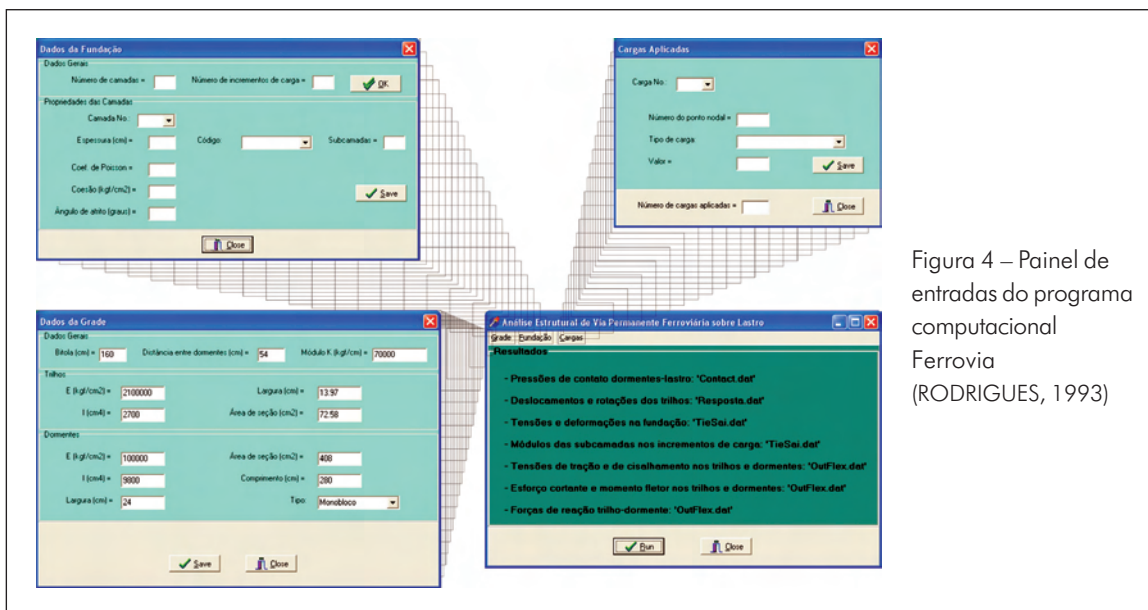 Dados da Fundação
Dados Gerais
Número de camadas =
Número de incrementos de carga =
OK
Propriedades das Camadas
Camada No.:
Espessura (cm) =
Código:
Subcamadas =
Coef. de Poisson =
Coesão (kgf/cm2) =
Save
Ângulo de atrito (graus) =
Close
Cargas Aplicadas
Carga No.:
Número do ponto nodal =
Tipo de carga:
Valor =
Save
Número de cargas aplicadas =
Close
Dados da Grade
Dados Gerais
Bitola (cm) = 160 Distância entre dormentes (cm) = 54 Módulo K (kgf/cm) = 70000
Trilhos
E (kgf/cm2) = 2100000 Largura (cm) = 13.97
I (cm4) = 2700 Área de seção (cm2) = 72.58
Dormentes
E (kgf/cm2) = 100000 Área de seção (cm2) = 408
I (cm4) = 9800 Comprimento (cm) = 280
Largura (cm) = 24 Tipo: Monobloco
Save Close
Análise Estrutural de Via Permanente Ferroviária sobre Lastro
Grade Fundação Cargas
Resultados
- Pressões de contato dormentes-lastro: 'Contact.dat'
- Deslocamentos e rotações dos trilhos: 'Resposta.dat'
- Tensões e deformações na fundação: 'TieSai.dat'
- Módulos das subcamadas nos incrementos de carga: 'TieSai.dat'
- Tensões de tração e de cisalhamento nos trilhos e dormentes: 'OutFlex.dat'
- Esforço cortante e momento fletor nos trilhos e dormentes: 'OutFlex.dat'
- Forças de reação trilho-dormente: 'OutFlex.dat'
Run Close
Figura 4 – Painel de
entradas do programa
computacional
Ferrovia
(RODRIGUES, 1993)